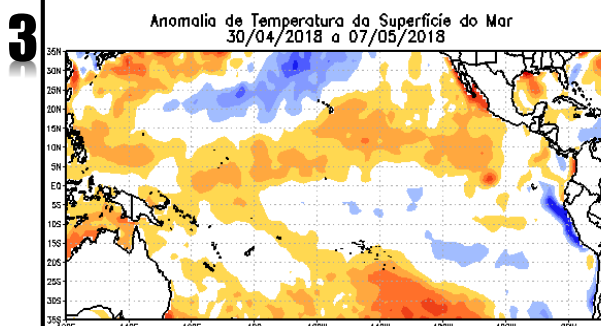 3
Anomalia de Temperatura da Superfície do Mar
30/04/2018 a 07/05/2018
35N
30N
25N
20N
15N
10N
5N
EQ
5S
10S
15S
20S
25S
30S
35S